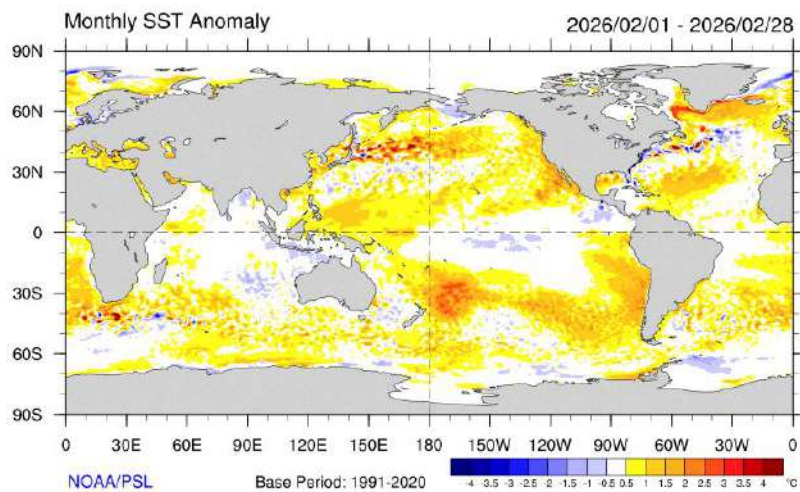 Monthly SST Anomaly 2026/02/01 - 2026/02/28
90N
60N
30N
0
30S
60S
90S
0 30E 60E 90E 120E 150E 180 150W 120W 90W 60W 30W 0
NOAA/PSL Base Period: 1991-2020
-4 -3.5 -3 -2.5 -2 -1.5 -1 -0.5 0.5 1 1.5 2 2.5 3 3.5 4 °C